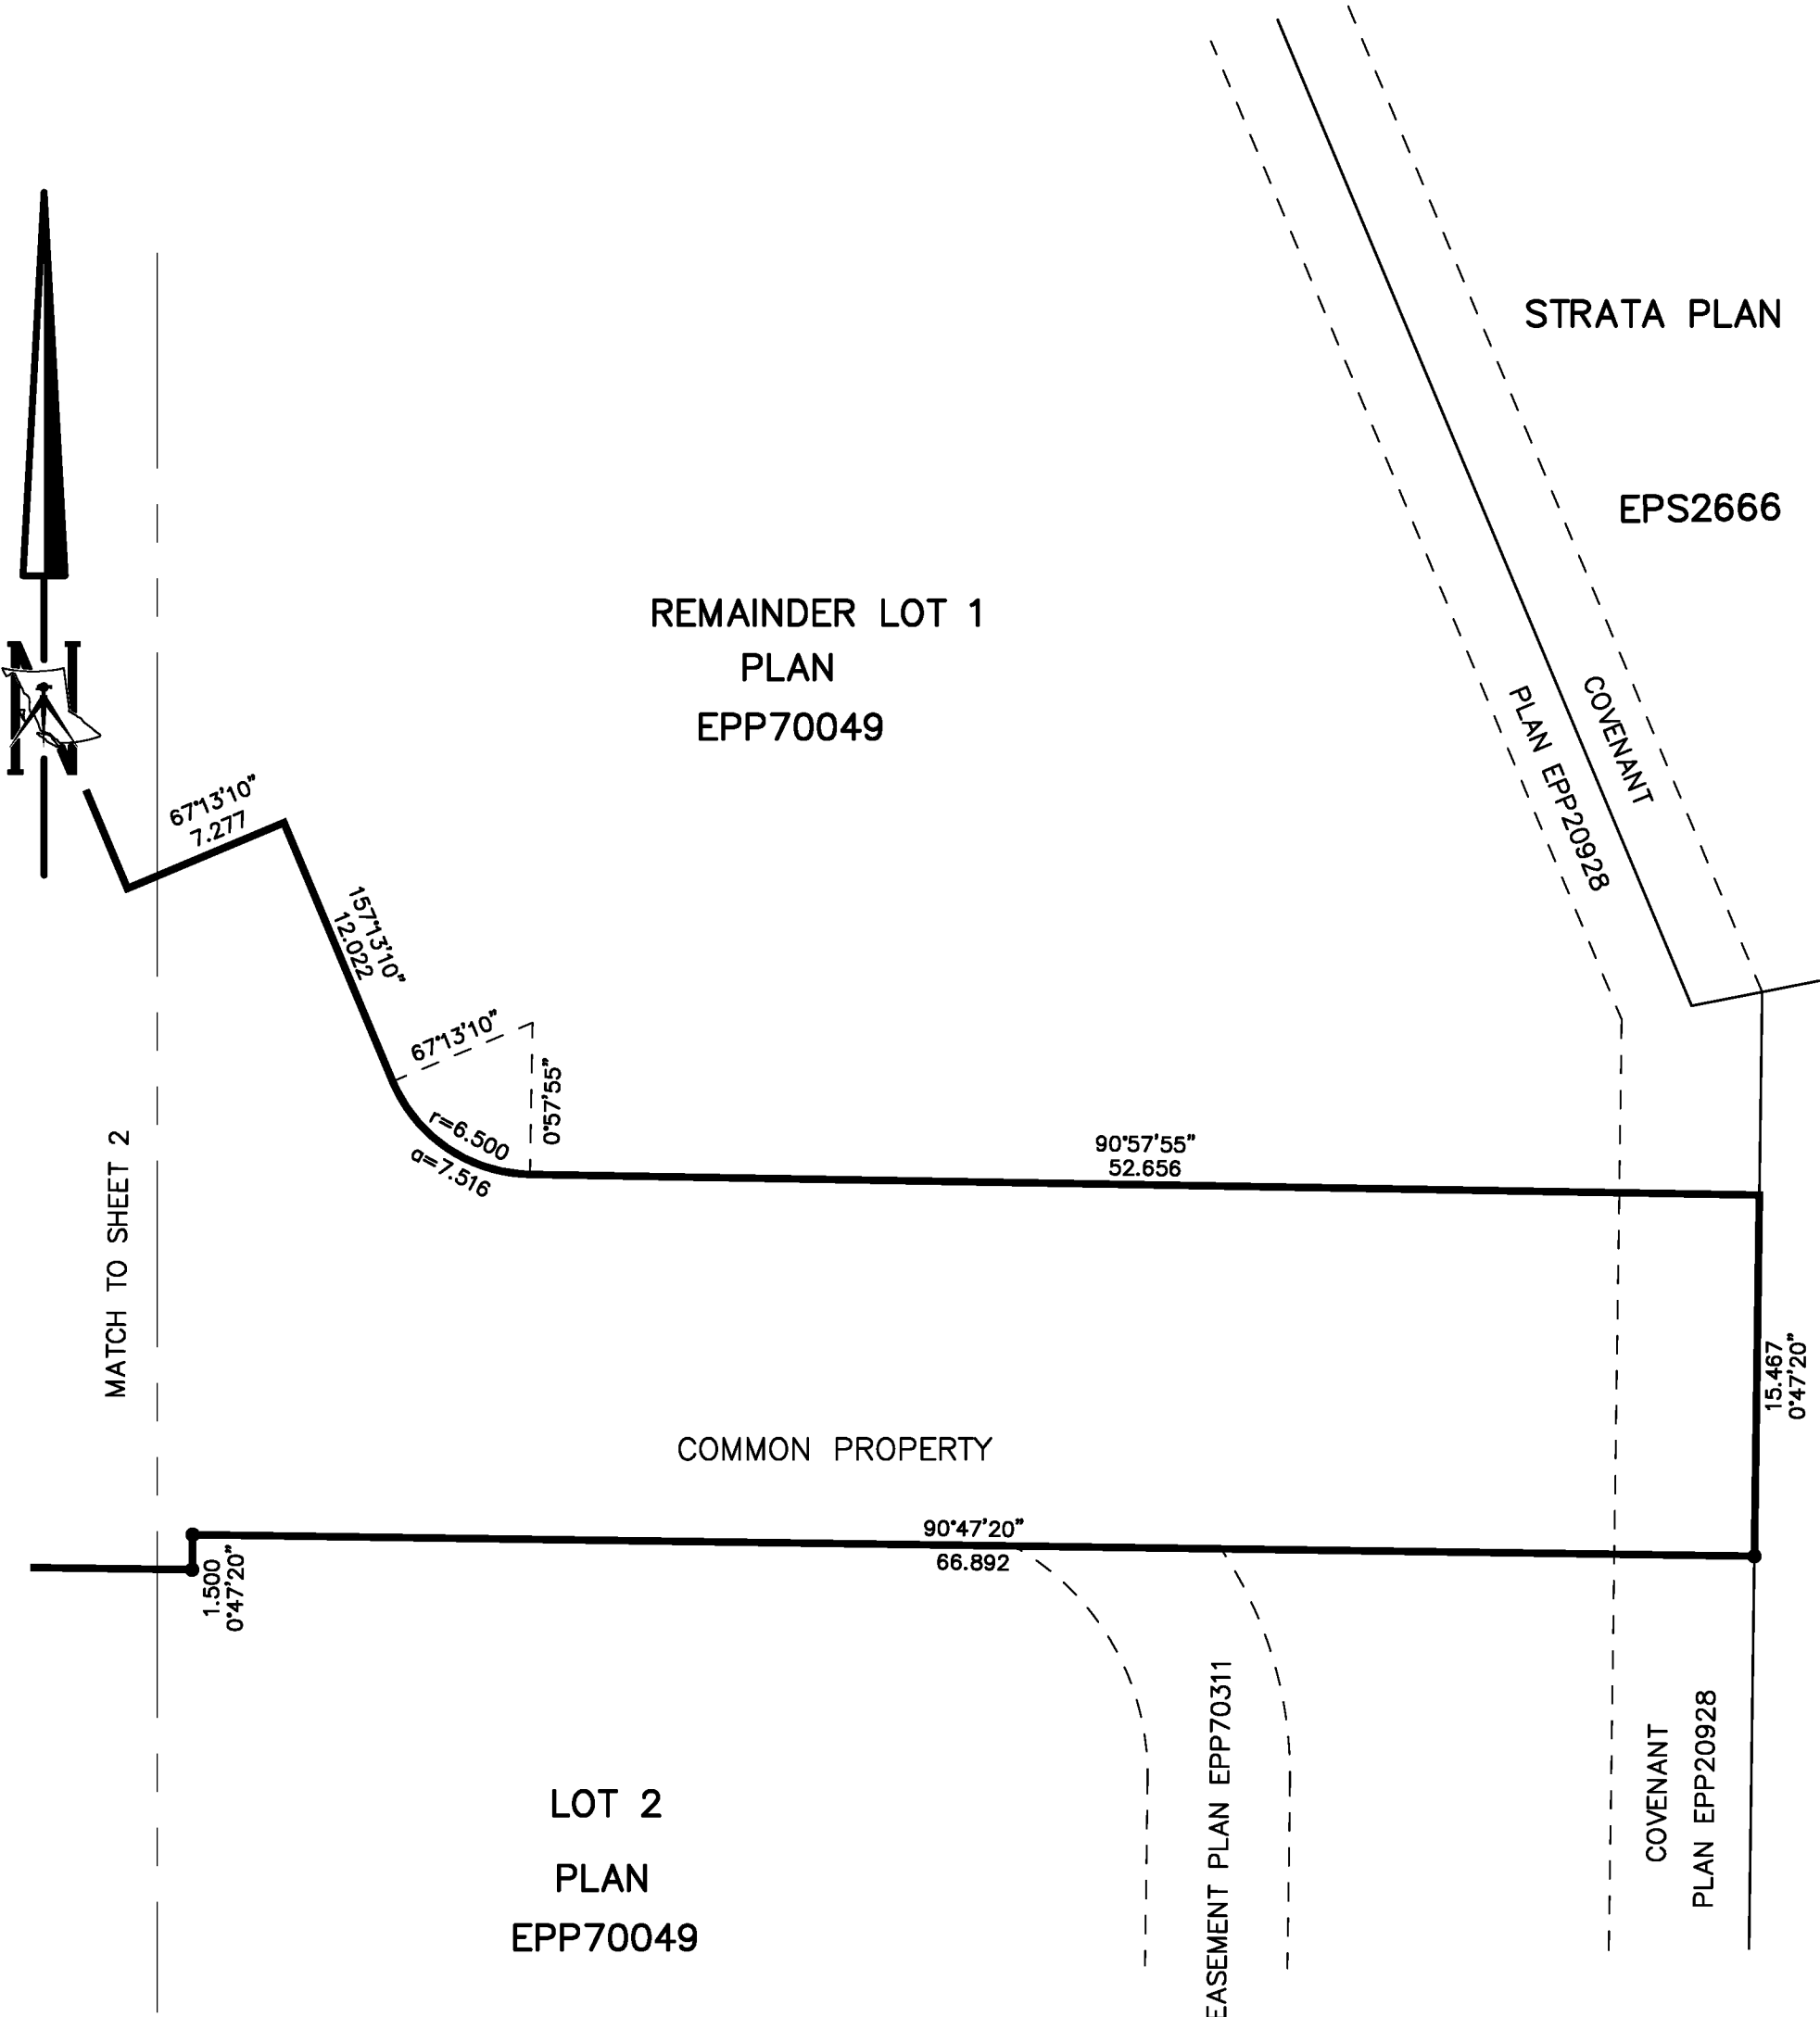 STRATA PLAN
EPS2666
REMAINDER LOT 1
PLAN
EPP70049
N
COVENANT
PLAN EPP20928
67°13'10"
7.277
157°13'10"
12.022
67°13'10"
0°57'55"
r=6.500
a=7.516
90°57'55"
52.656
MATCH TO SHEET 2
15.467
0°47'20"
COMMON PROPERTY
90°47'20"
66.892
1.500
0°47'20"
EASEMENT PLAN EPP70311
COVENANT
PLAN EPP20928
LOT 2
PLAN
EPP70049